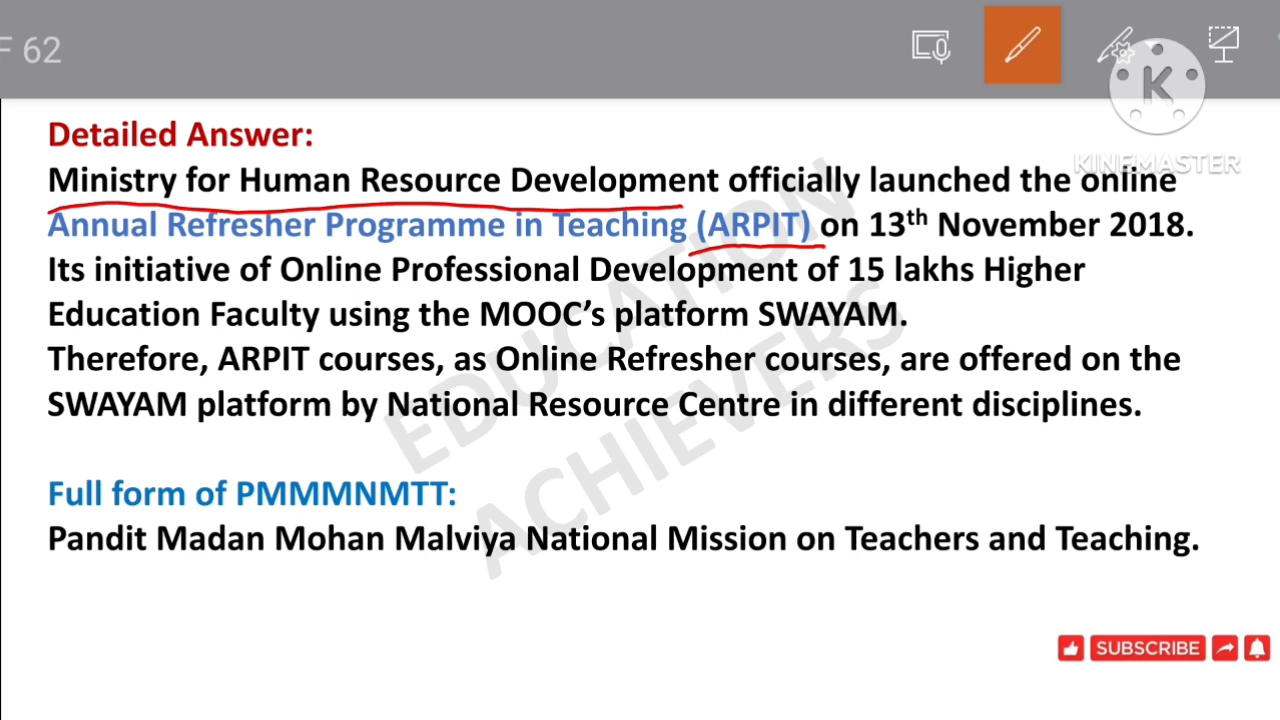 F 62
K
KINEMASTER
Detailed Answer:
Ministry for Human Resource Development officially launched the online
Annual Refresher Programme in Teaching (ARPIT) on 13th November 2018.
Its initiative of Online Professional Development of 15 lakhs Higher
Education Faculty using the MOOC's platform SWAYAM.
Therefore, ARPIT courses, as Online Refresher courses, are offered on the
SWAYAM platform by National Resource Centre in different disciplines.
EDUCATION
ACHIEVERS
Full form of PMMMNMTT:
Pandit Madan Mohan Malviya National Mission on Teachers and Teaching.
SUBSCRIBE